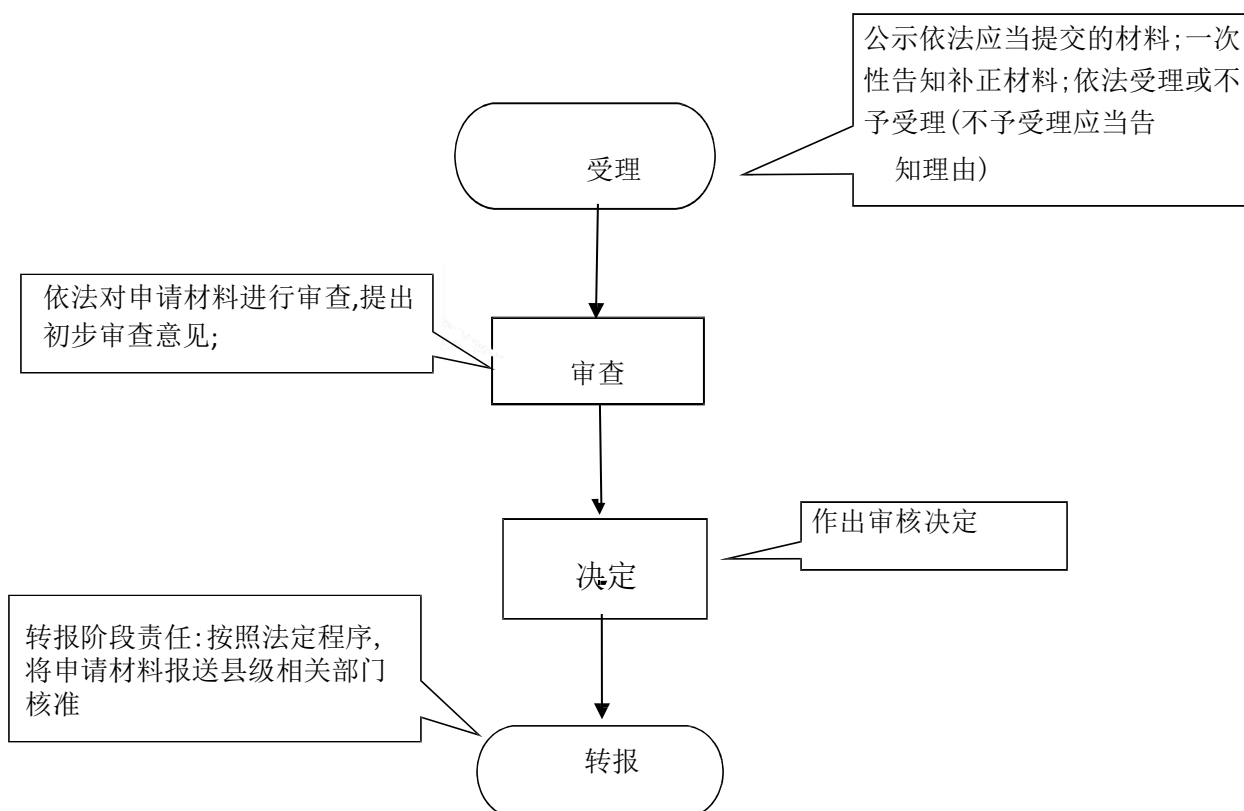 公示依法应当提交的材料;一次
性告知补正材料;依法受理或不
予受理(不予受理应当告
知理由)
受理
依法对申请材料进行审查,提出
初步审查意见;
审查
作出审核决定
决定
转报阶段责任:按照法定程序,
将申请材料报送县级相关部门
核准
转报